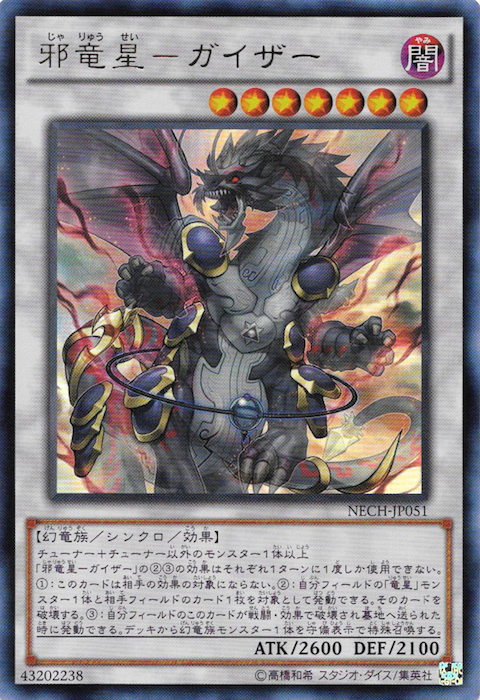 邪竜星－ガイザー
闇
NECH-JP051
【幻竜族／シンクロ／効果】
チューナー＋チューナー以外のモンスター1体以上
「邪竜星－ガイザー」の②③の効果はそれぞれ1ターンに1度しか使用できない。
①：このカードは相手の効果の対象にならない。②：自分フィールドの「竜星」モン
スター1体と相手フィールドのカード1枚を対象として発動できる。そのカードを
破壊する。③：自分フィールドのこのカードが戦闘・効果で破壊され墓地へ送られた
時に発動できる。デッキから幻竜族モンスター1体を守備表示で特殊召喚する。
ATK/2600 DEF/2100
43202238
©高橋和希 スタジオ・ダイス/集英社